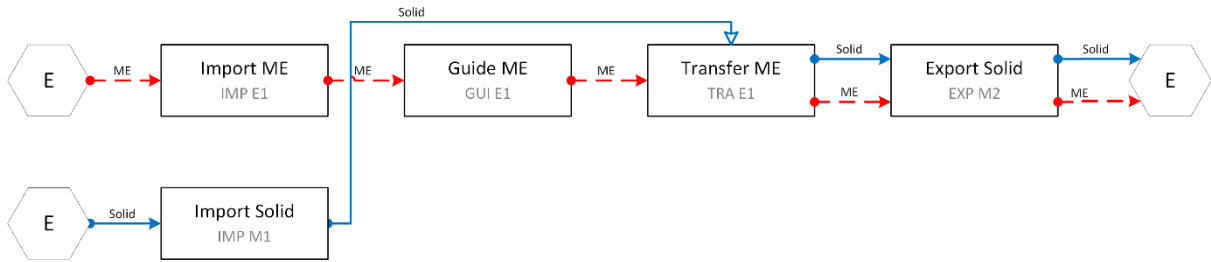 Solid
E
ME
Import ME
IMP E1
ME
Guide ME
GUI E1
ME
Transfer ME
TRA E1
Solid
ME
Export Solid
EXP M2
Solid
ME
E
E
Solid
Import Solid
IMP M1